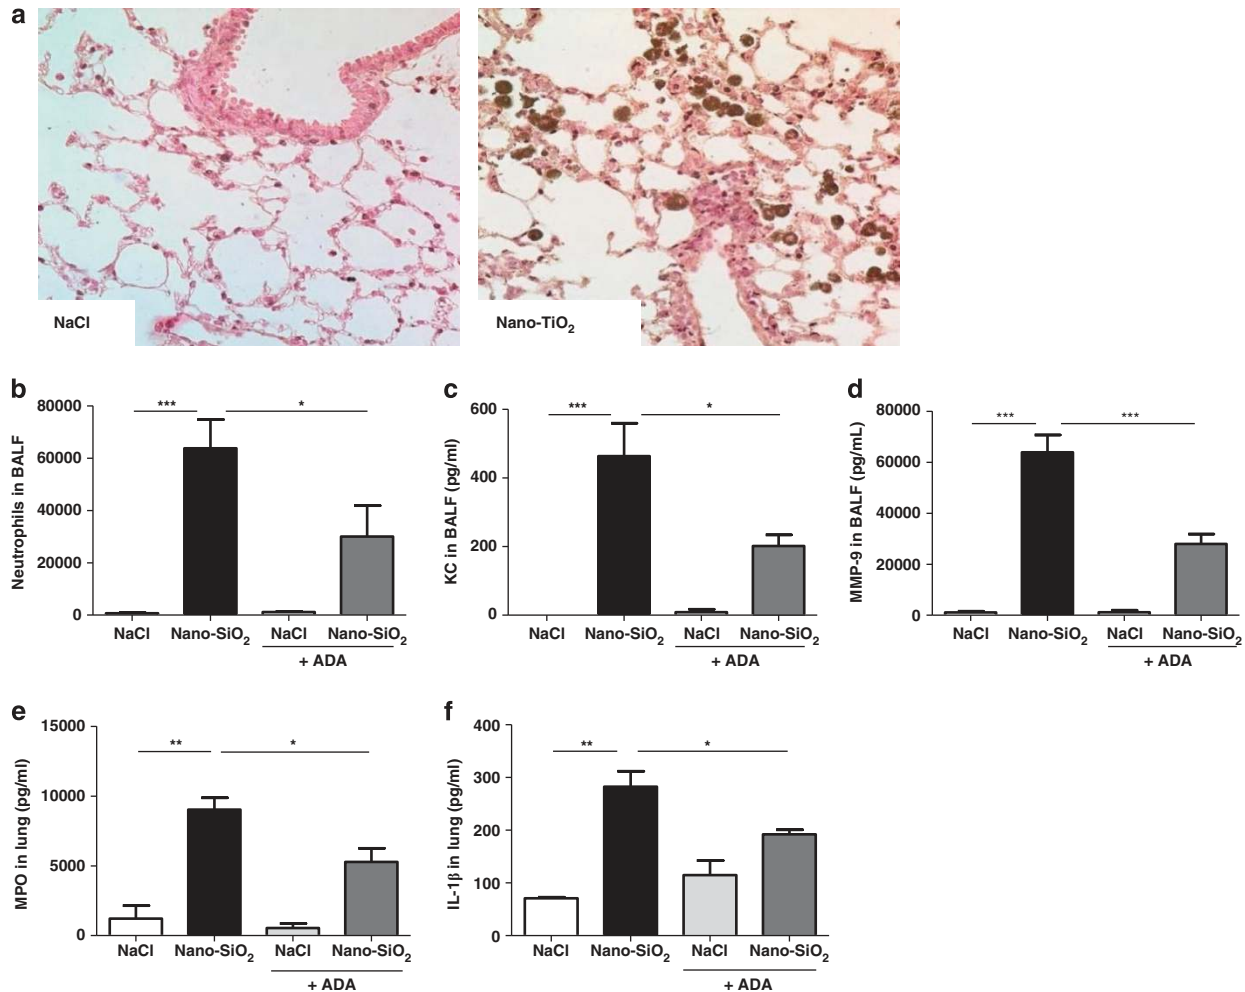 a
NaCl
Nano-TiO2
b
80000
60000
40000
20000
0
Neutrophils in BALF
***
*
NaCl
Nano-SiO2
NaCl
Nano-SiO2
+ ADA
c
600
400
200
0
KC in BALF (pg/ml)
***
*
NaCl
Nano-SiO2
NaCl
Nano-SiO2
+ ADA
d
80000
60000
40000
20000
0
MMP-9 in BALF (pg/mL)
***
***
NaCl
Nano-SiO2
NaCl
Nano-SiO2
+ ADA
e
15000
10000
5000
0
MPO in lung (pg/ml)
**
*
NaCl
Nano-SiO2
NaCl
Nano-SiO2
+ ADA
f
400
300
200
100
0
IL-1β in lung (pg/ml)
**
*
NaCl
Nano-SiO2
NaCl
Nano-SiO2
+ ADA